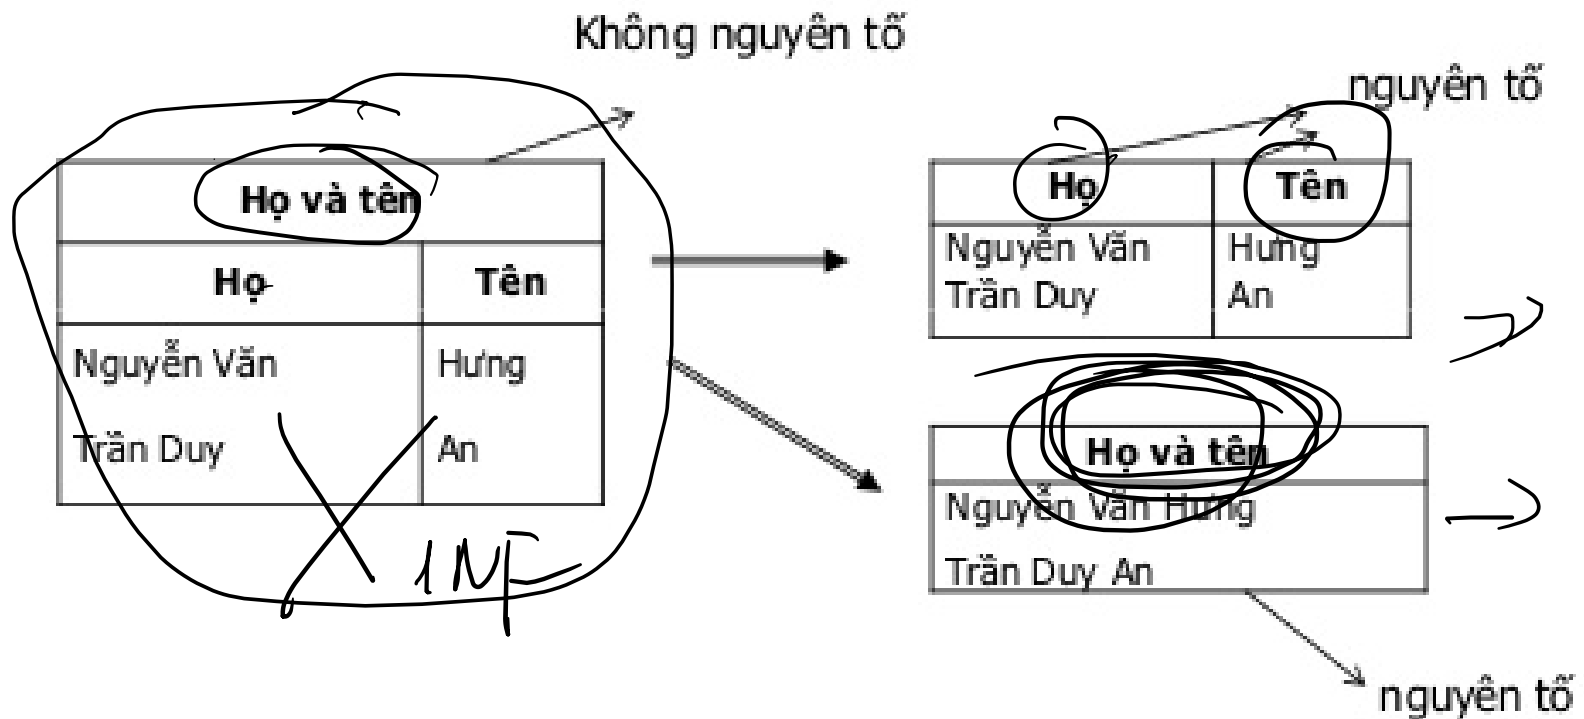 Không nguyên tố
nguyên tố
Họ và tên
Họ Tên
Nguyễn Văn Hưng
Trần Duy An
1NF
Họ Tên
Nguyễn Văn Hưng
Trần Duy An
Họ và tên
Nguyễn Văn Hưng
Trần Duy An
nguyên tố